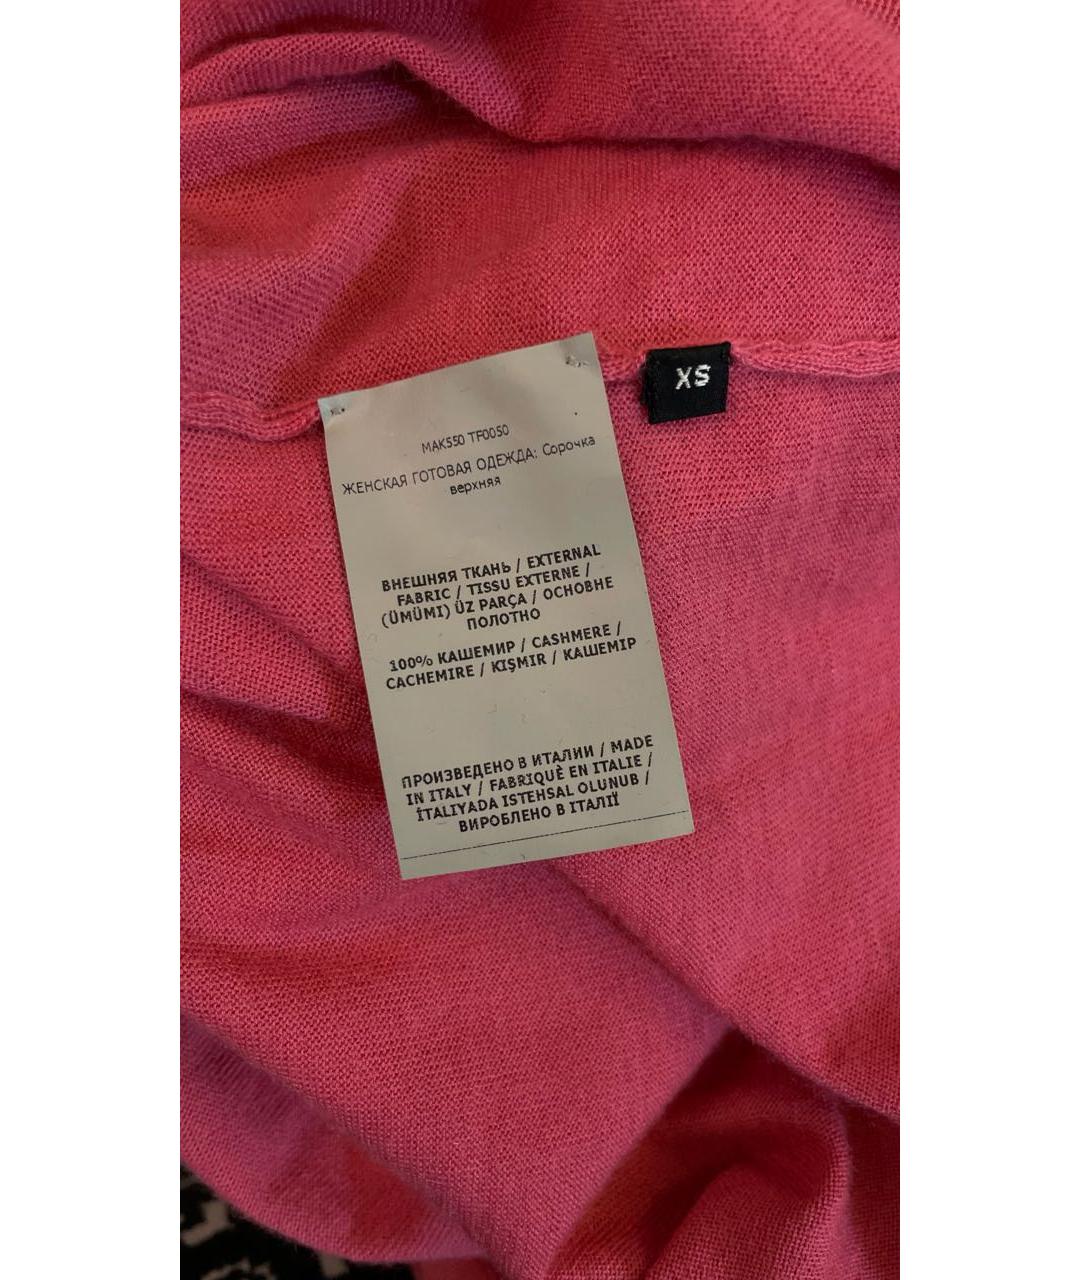 XS
MAK550 TF0050
ЖЕНСКАЯ ГОТОВАЯ ОДЕЖДА: Сорочка
верхняя
ВНЕШНЯЯ ТКАНЬ / EXTERNAL
FABRIC / TISSU EXTERNE /
(ÜMÜMI) ÜZ PARÇA / ОСНОВНЕ
ПОЛОТНО
100% КАШЕМИР / CASHMERE /
CACHEMIRE / KIŞMIR / КАШЕМІР
ПРОИЗВЕДЕНО В ИТАЛИИ / MADE
IN ITALY / FABRIQUÈ EN ITALIE /
İTALIYADA ISTEHSAL OLUNUB /
ВИРОБЛЕНО В ІТАЛІЇ